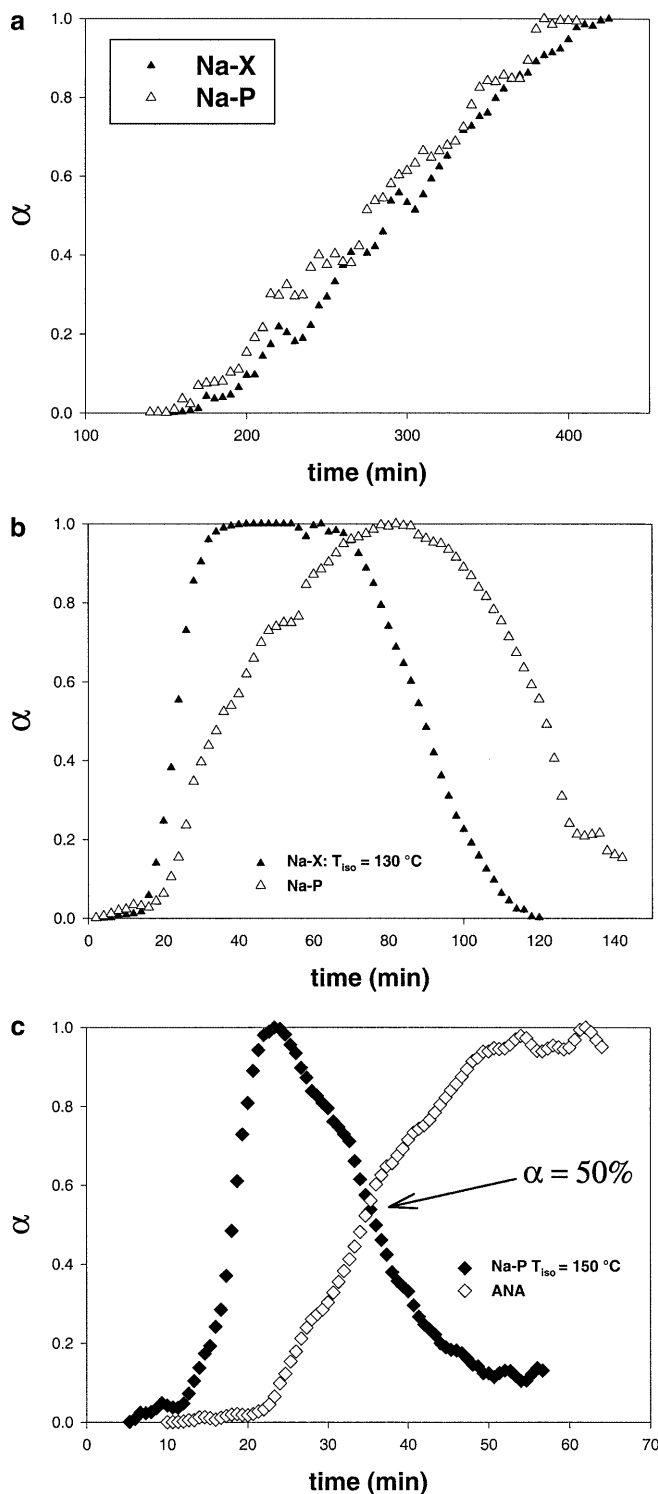 a
Na-X
Na-P
1.0
0.8
0.6
0.4
0.2
0.0
α
100 200 300 400
time (min)
b
1.0
0.8
0.6
0.4
0.2
0.0
α
Na-X: Tiso = 130 °C
Na-P
0 20 40 60 80 100 120 140
time (min)
c
1.0
0.8
0.6
0.4
0.2
0.0
α
α = 50%
Na-P Tiso = 150 °C
ANA
0 10 20 30 40 50 60 70
time (min)